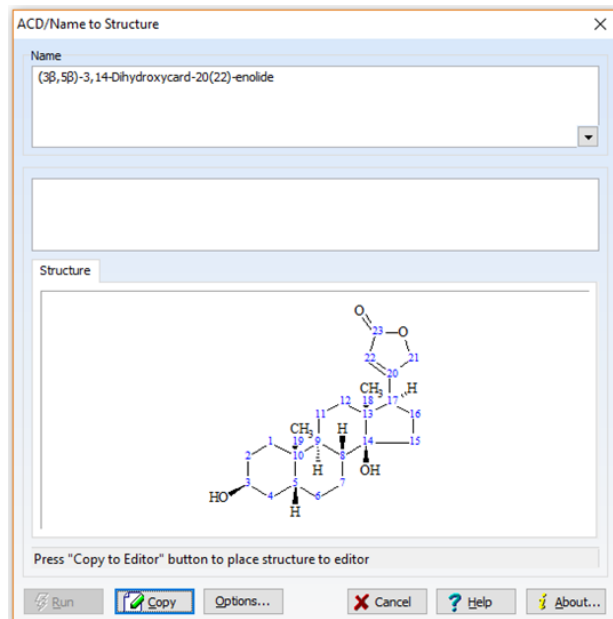 ACD/Name to Structure
Name
(3β,5β)-3,14-Dihydroxycard-20(22)-enolide
Structure
O
23
O
22
21
20
CH3
H
12
18
17
11
13
16
CH3
H
1
19
9
14
15
2
10
8
H
OH
HO
3
5
7
4
6
H
Press "Copy to Editor" button to place structure to editor
Run
Copy
Options...
Cancel
Help
About...